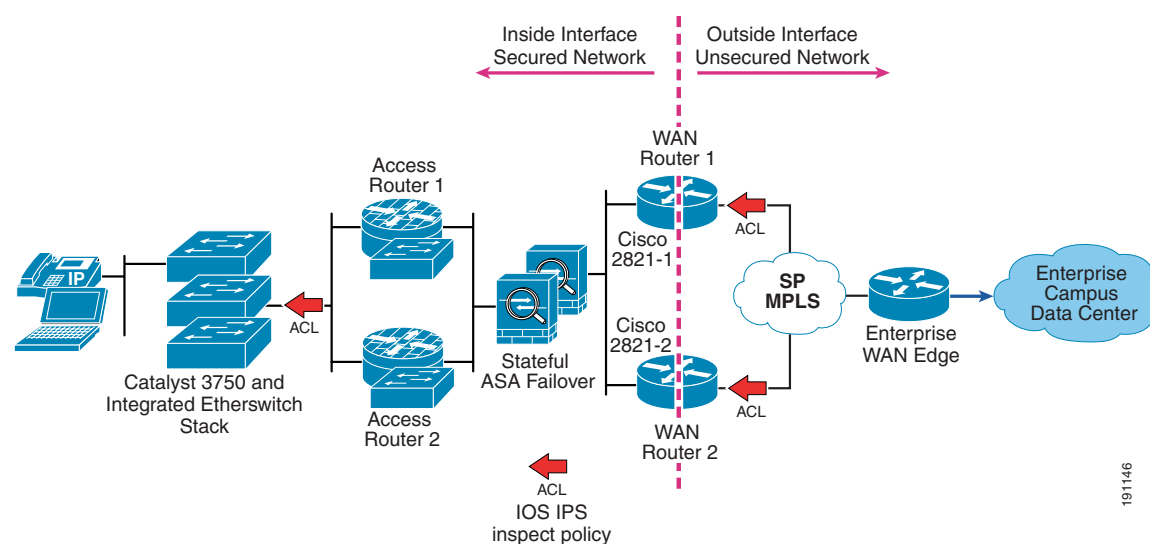 Inside Interface
Secured Network
Outside Interface
Unsecured Network
WAN
Router 1
Access
Router 1
ACL
Cisco
2821-1
IP
SP
MPLS
Enterprise
Campus
Data Center
ACL
Cisco
2821-2
Stateful
ASA Failover
Enterprise
WAN Edge
Catalyst 3750 and
Integrated Etherswitch
Stack
Access
Router 2
ACL
WAN
Router 2
ACL
IOS IPS
inspect policy
191146